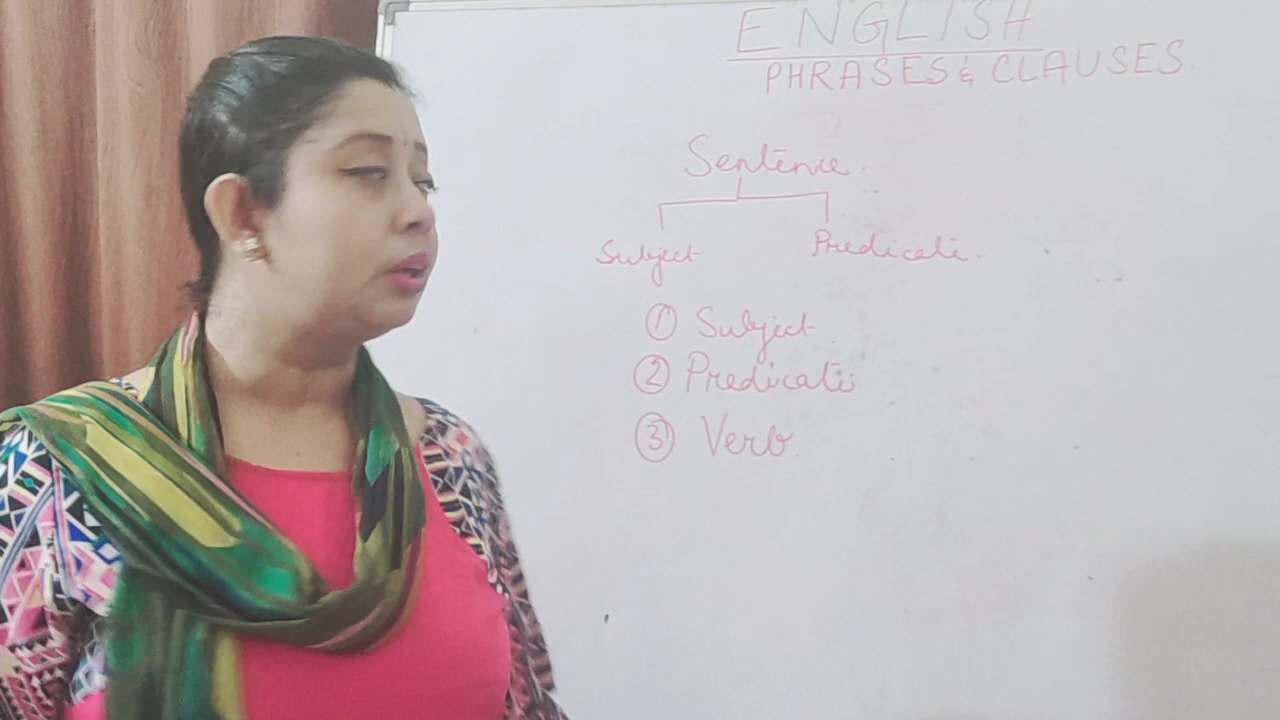 ENGLISH
PHRASES & CLAUSES
Sentence.
Subject Predicate.
① Subject
② Predicate
③ Verb.